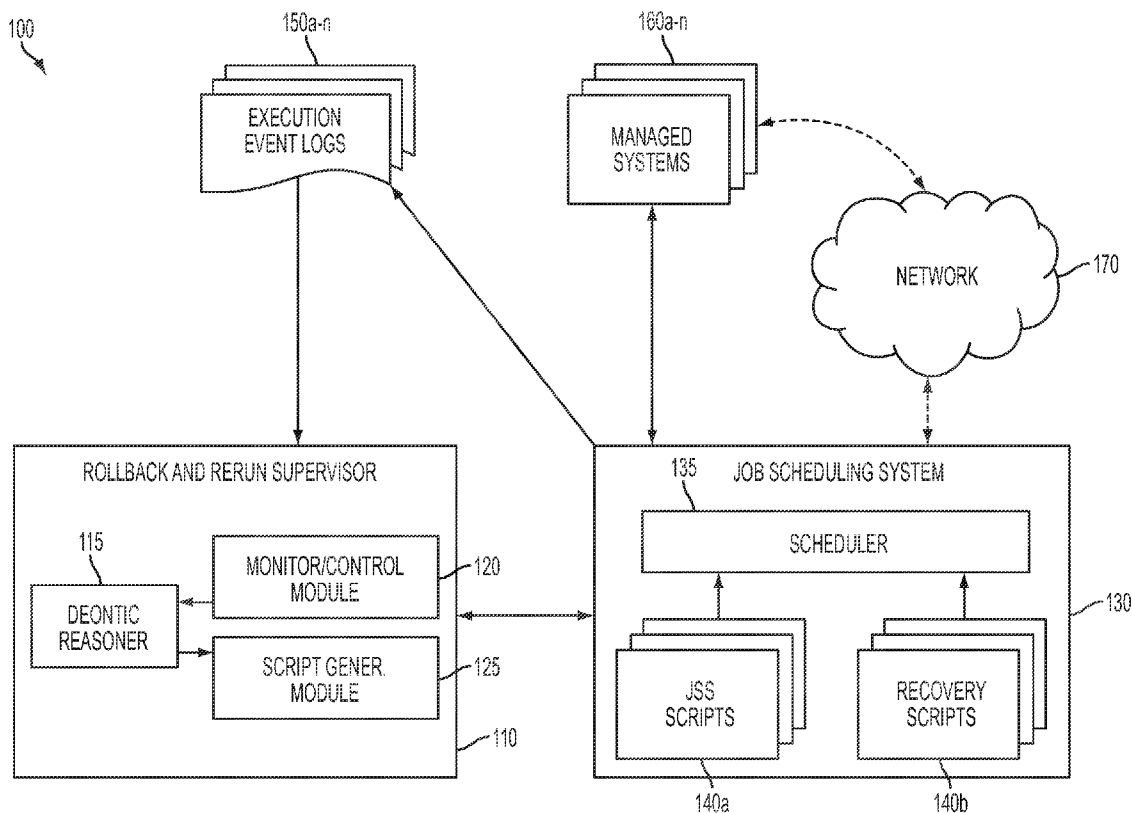 100
150a-n
160a-n
EXECUTION
EVENT LOGS
MANAGED
SYSTEMS
NETWORK
170
ROLLBACK AND RERUN SUPERVISOR
115
MONITOR/CONTROL
MODULE
120
DEONTIC
REASONER
SCRIPT GENER.
MODULE
125
110
JOB SCHEDULING SYSTEM
135
SCHEDULER
130
JSS
SCRIPTS
RECOVERY
SCRIPTS
140a
140b